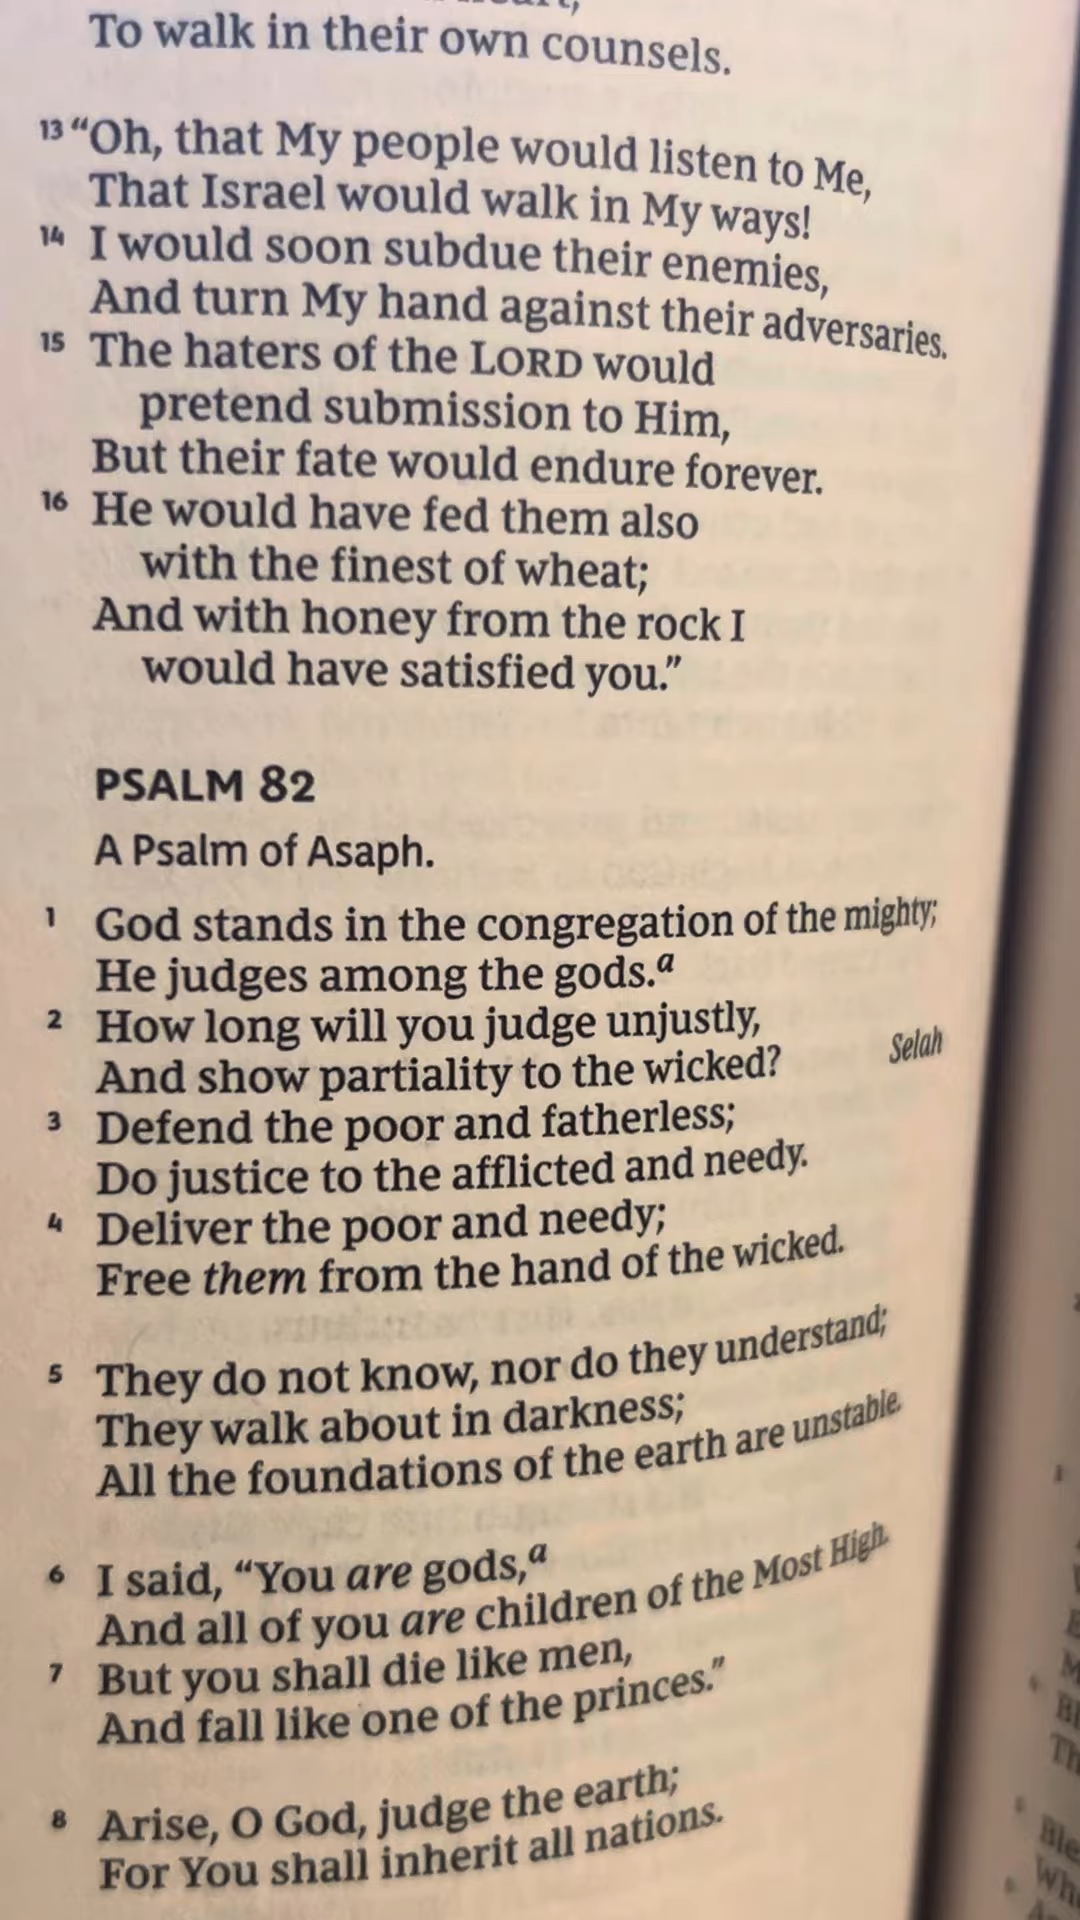 To walk in their own counsels.
13 “Oh, that My people would listen to Me,
That Israel would walk in My ways!
14 I would soon subdue their enemies,
And turn My hand against their adversaries.
15 The haters of the LORD would
pretend submission to Him,
But their fate would endure forever.
16 He would have fed them also
with the finest of wheat;
And with honey from the rock I
would have satisfied you.”
PSALM 82
A Psalm of Asaph.
1 God stands in the congregation of the mighty;
He judges among the gods.a
2 How long will you judge unjustly,
And show partiality to the wicked? Selah
3 Defend the poor and fatherless;
Do justice to the afflicted and needy.
4 Deliver the poor and needy;
Free them from the hand of the wicked.
5 They do not know, nor do they understand;
They walk about in darkness;
All the foundations of the earth are unstable.
6 I said, “You are gods,a
And all of you are children of the Most High.
7 But you shall die like men,
And fall like one of the princes.”
8 Arise, O God, judge the earth;
For You shall inherit all nations.